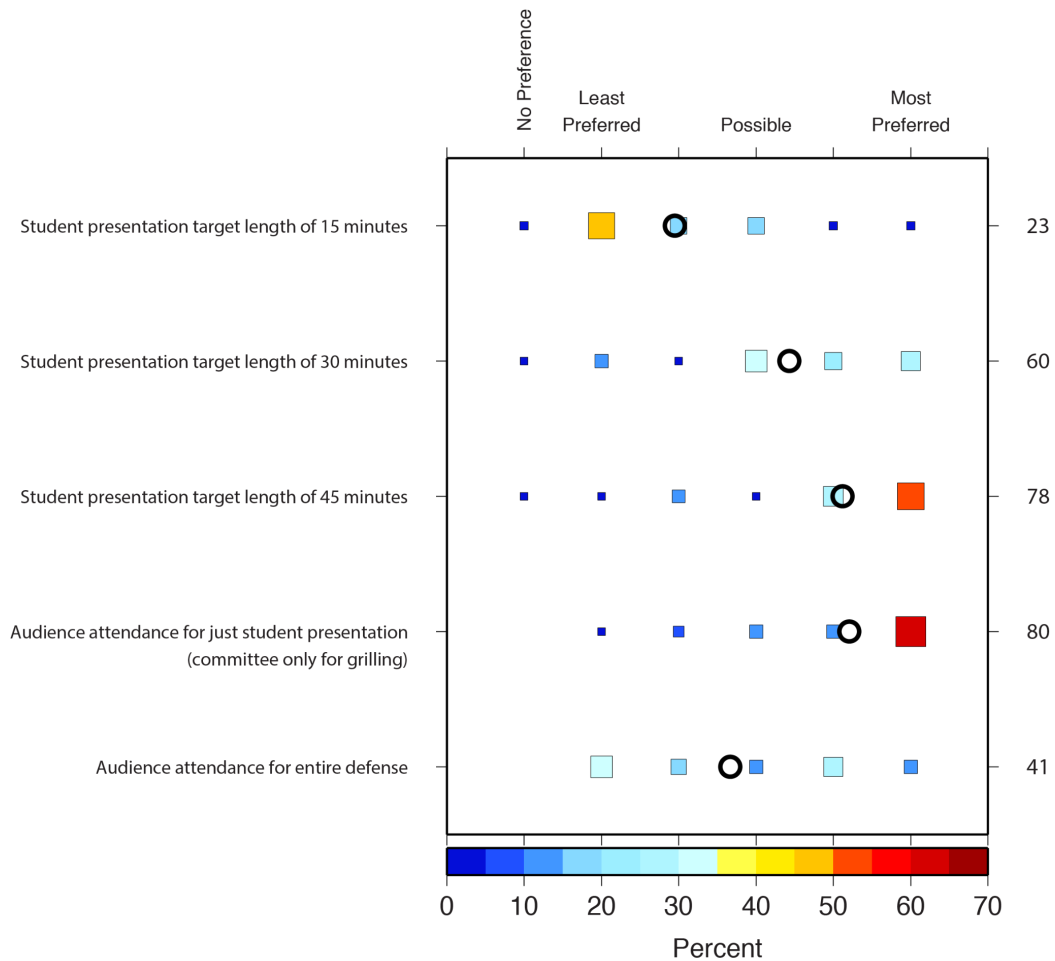 No Preference
Least
Preferred
Possible
Most
Preferred
Student presentation target length of 15 minutes
23
Student presentation target length of 30 minutes
60
Student presentation target length of 45 minutes
78
Audience attendance for just student presentation
(committee only for grilling)
80
Audience attendance for entire defense
41
0 10 20 30 40 50 60 70
Percent